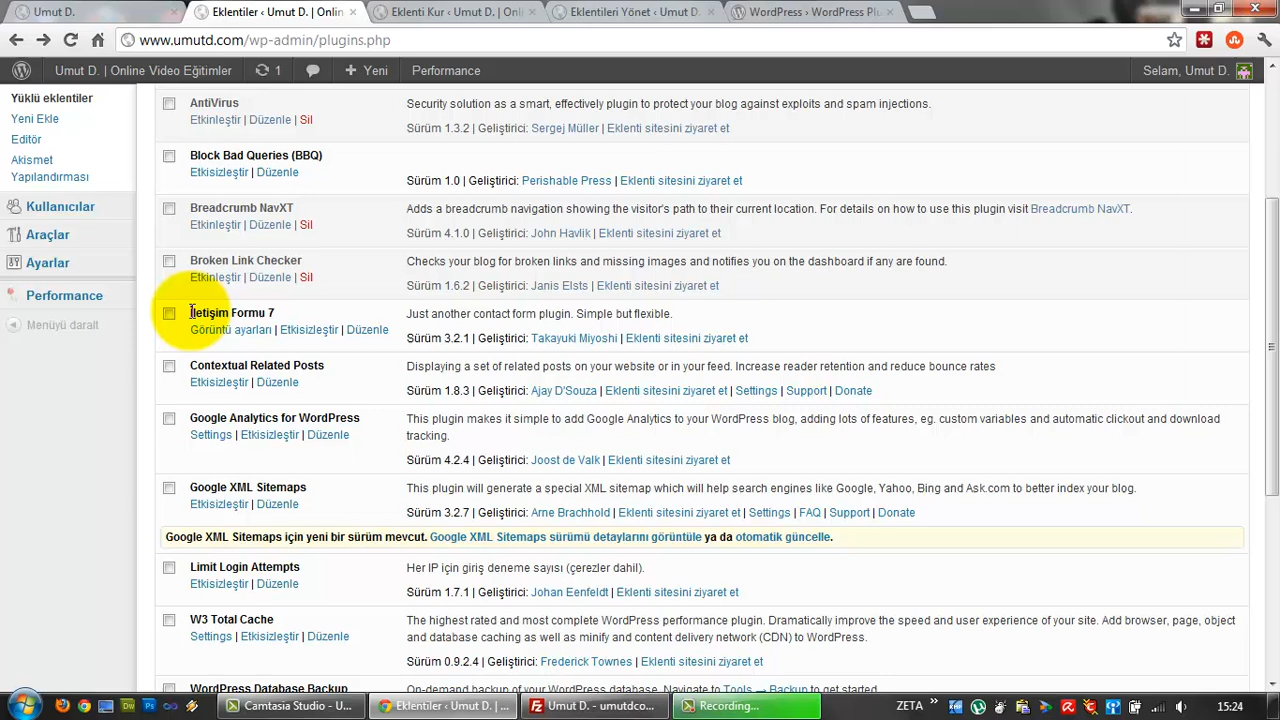 Umut D.
Eklentiler ‹ Umut D. | Onlin
Eklenti Kur ‹ Umut D. | Onl
Eklentileri Yönet ‹ Umut D.
WordPress › WordPress Plu
www.umutd.com/wp-admin/plugins.php
Umut D. | Online Video Eğitimler
1
Yeni
Performance
Selam, Umut D.
Yüklü eklentiler
Yeni Ekle
Editör
Akismet
Yapılandırması
Kullanıcılar
Araçlar
Ayarlar
Performance
Menüyü daralt
AntiVirus
Security solution as a smart, effectively plugin to protect your blog against exploits and spam injections.
Etkinleştir | Düzenle | Sil
Sürüm 1.3.2 | Geliştirici: Sergej Müller | Eklenti sitesini ziyaret et
Block Bad Queries (BBQ)
Etkisizleştir | Düzenle
Sürüm 1.0 | Geliştirici: Perishable Press | Eklenti sitesini ziyaret et
Breadcrumb NavXT
Adds a breadcrumb navigation showing the visitor's path to their current location. For details on how to use this plugin visit Breadcrumb NavXT.
Etkinleştir | Düzenle | Sil
Sürüm 4.1.0 | Geliştirici: John Havlik | Eklenti sitesini ziyaret et
Broken Link Checker
Checks your blog for broken links and missing images and notifies you on the dashboard if any are found.
Etkinleştir | Düzenle | Sil
Sürüm 1.6.2 | Geliştirici: Janis Elsts | Eklenti sitesini ziyaret et
İletişim Formu 7
Just another contact form plugin. Simple but flexible.
Görüntü ayarları | Etkisizleştir | Düzenle
Sürüm 3.2.1 | Geliştirici: Takayuki Miyoshi | Eklenti sitesini ziyaret et
Contextual Related Posts
Displaying a set of related posts on your website or in your feed. Increase reader retention and reduce bounce rates
Etkisizleştir | Düzenle
Sürüm 1.8.3 | Geliştirici: Ajay D'Souza | Eklenti sitesini ziyaret et | Settings | Support | Donate
Google Analytics for WordPress
This plugin makes it simple to add Google Analytics to your WordPress blog, adding lots of features, eg. custom variables and automatic clickout and download
tracking.
Settings | Etkisizleştir | Düzenle
Sürüm 4.2.4 | Geliştirici: Joost de Valk | Eklenti sitesini ziyaret et
Google XML Sitemaps
This plugin will generate a special XML sitemap which will help search engines like Google, Yahoo, Bing and Ask.com to better index your blog.
Etkisizleştir | Düzenle
Sürüm 3.2.7 | Geliştirici: Arne Brachhold | Eklenti sitesini ziyaret et | Settings | FAQ | Support | Donate
Google XML Sitemaps için yeni bir sürüm mevcut. Google XML Sitemaps sürümü detaylarını görüntüle ya da otomatik güncelle.
Limit Login Attempts
Her IP için giriş deneme sayısı (çerezler dahil).
Etkisizleştir | Düzenle
Sürüm 1.7.1 | Geliştirici: Johan Eenfeldt | Eklenti sitesini ziyaret et
W3 Total Cache
The highest rated and most complete WordPress performance plugin. Dramatically improve the speed and user experience of your site. Add browser, page, object
and database caching as well as minify and content delivery network (CDN) to WordPress.
Settings | Etkisizleştir | Düzenle
Sürüm 0.9.2.4 | Geliştirici: Frederick Townes | Eklenti sitesini ziyaret et
WordPress Database Backup
On-demand backup of your WordPress database. Navigate to Tools → Backup to get started.
Camtasia Studio - U...
Eklentiler ‹ Umut D. | ...
Umut D. - umutdco...
Recording...
ZETA
15:24